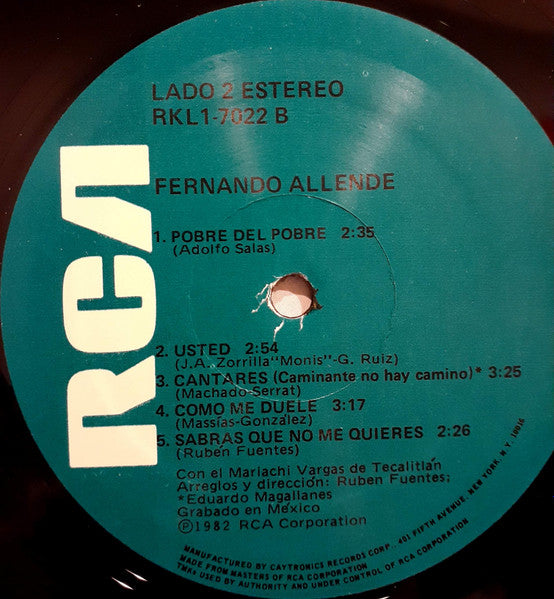 RCA
LADO 2 ESTEREO
RKL1-7022 B
FERNANDO ALLENDE
1. POBRE DEL POBRE 2:35
(Adolfo Salas)
2. USTED 2:54
(J.A. Zorrilla"Monis"-G. Ruiz)
3. CANTARES (Caminante no hay camino)* 3:25
(Machado-Serrat)
4. COMO ME DUELE 3:17
(Massías-González)
5. SABRAS QUE NO ME QUIERES 2:26
(Rubén Fuentes)
Con el Mariachi Vargas de Tecalitlán
Arreglos y dirección: Rubén Fuentes;
*Eduardo Magallanes
Grabado en México
Ⓟ1982 RCA Corporation
MANUFACTURED BY CAYTRONICS RECORDS CORP., 401 FIFTH AVENUE, NEW YORK, N.Y. 10016
MADE FROM MASTERS OF RCA CORPORATION
TMKs USED BY AUTHORITY AND UNDER CONTROL OF RCA CORPORATION